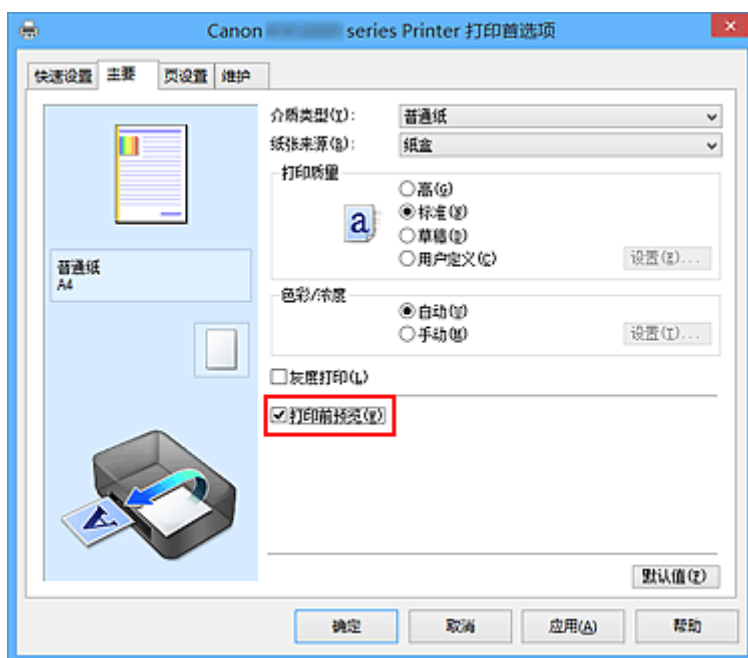 Canon series Printer 打印首选项
快速设置 主要 页设置 维护
介质类型(Y): 普通纸
纸张来源(B): 纸盒
打印质量
高(G)
a 标准(S)
草稿(D)
用户定义(C) 设置(E)...
普通纸
A4
色彩/浓度
自动(U)
手动(M) 设置(T)...
灰度打印(L)
打印前预览(V)
A
默认值(F)
确定 取消 应用(A) 帮助